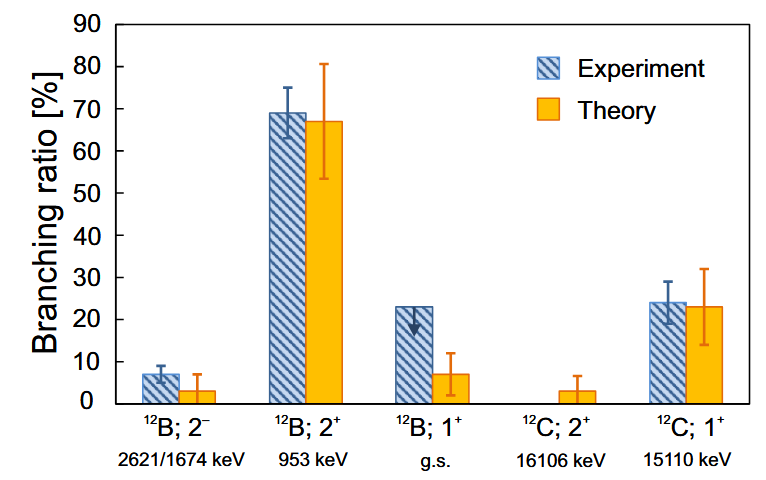 Branching ratio [%]
90
80
70
60
50
40
30
20
10
0
Experiment
Theory
¹²B; 2⁻ ¹²B; 2⁺ ¹²B; 1⁺ ¹²C; 2⁺ ¹²C; 1⁺
2621/1674 keV 953 keV g.s. 16106 keV 15110 keV